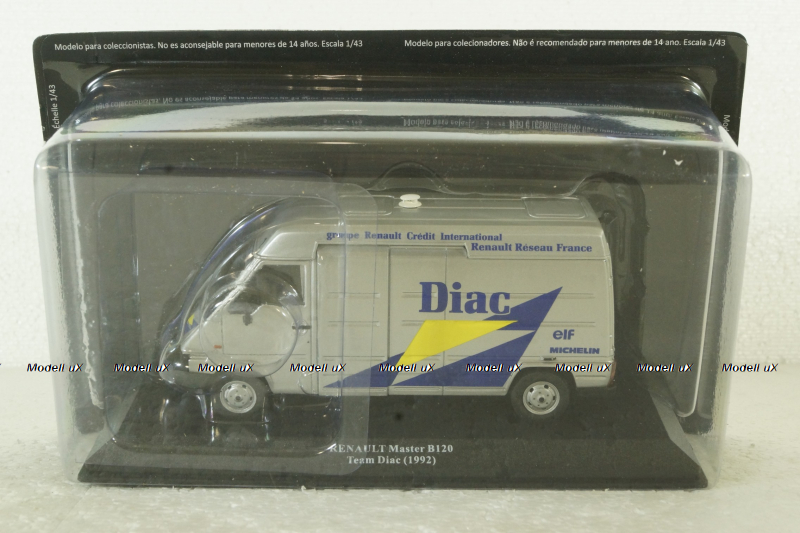 Modelo para coleccionistas. No es aconsejable para menores de 14 años. Escala 1/43
Modelo para colecionadores. Não é recomendado para menores de 14 ano. Escala 1/43
Échelle 1/43
groupe Renault Crédit International
Renault Réseau France
Diac
elf
MICHELIN
Modell uX Modell uX Modell uX Modell uX Modell uX Modell uX Modell uX Modell uX Modell uX
RENAULT Master B120
Team Diac (1992)